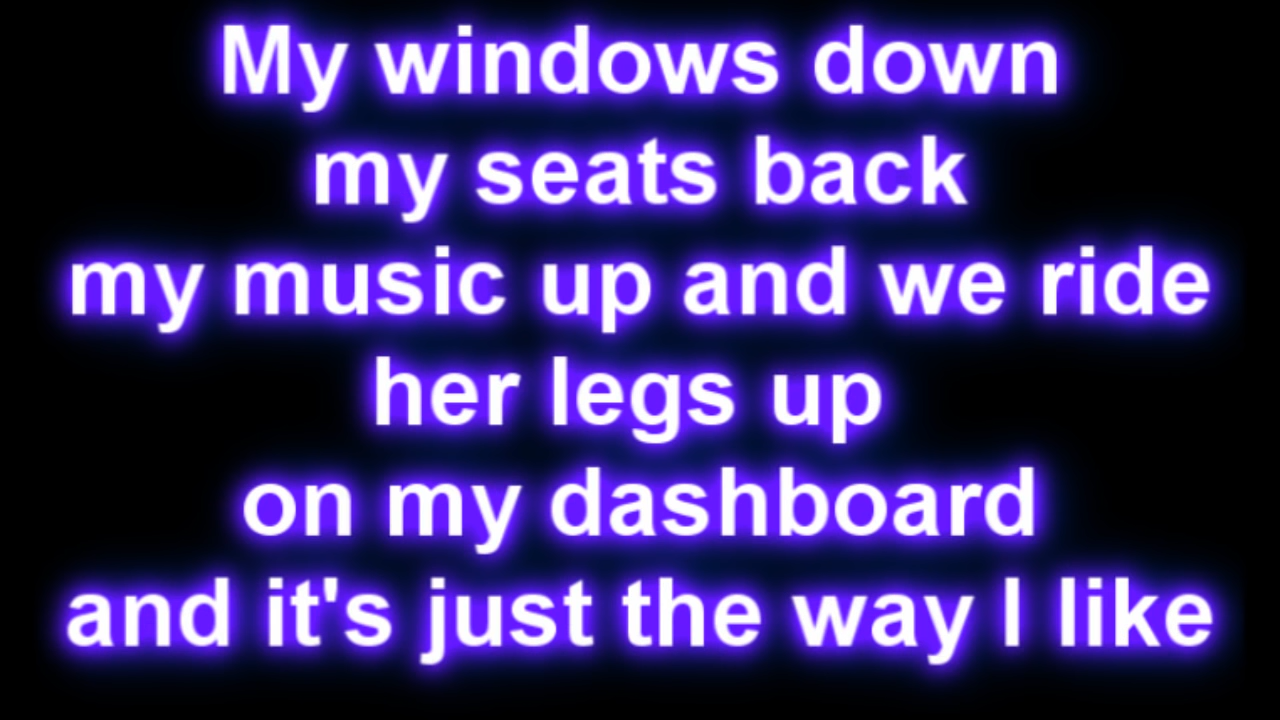 My windows down
my seats back
my music up and we ride
her legs up
on my dashboard
and it's just the way I like